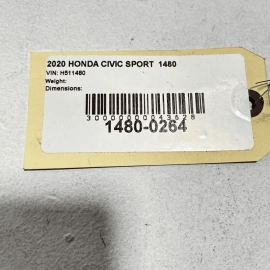 2020 HONDA CIVIC SPORT 1480
VIN: H511480
Weight:
Dimensions:
3000000043628
1480-0264